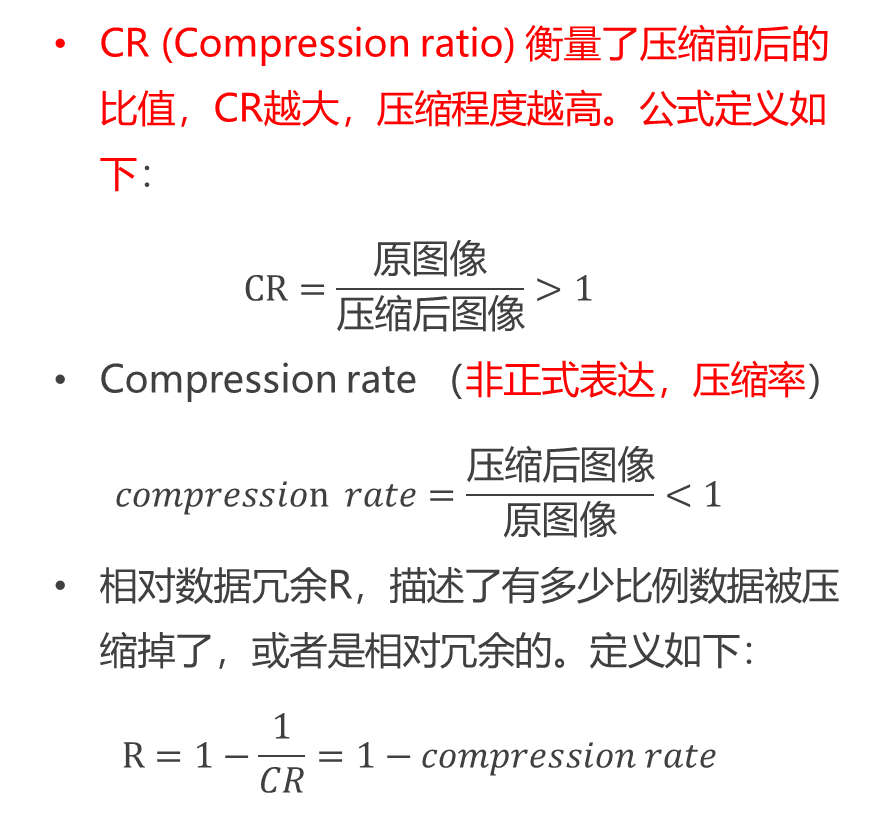 • CR (Compression ratio) 衡量了压缩前后的
比值，CR越大，压缩程度越高。公式定义如
下：
CR = 原图像 / 压缩后图像 > 1
• Compression rate （非正式表达，压缩率）
compression rate = 压缩后图像 / 原图像 < 1
• 相对数据冗余R，描述了有多少比例数据被压
缩掉了，或者是相对冗余的。定义如下：
R = 1 − 1 / CR = 1 − compression rate